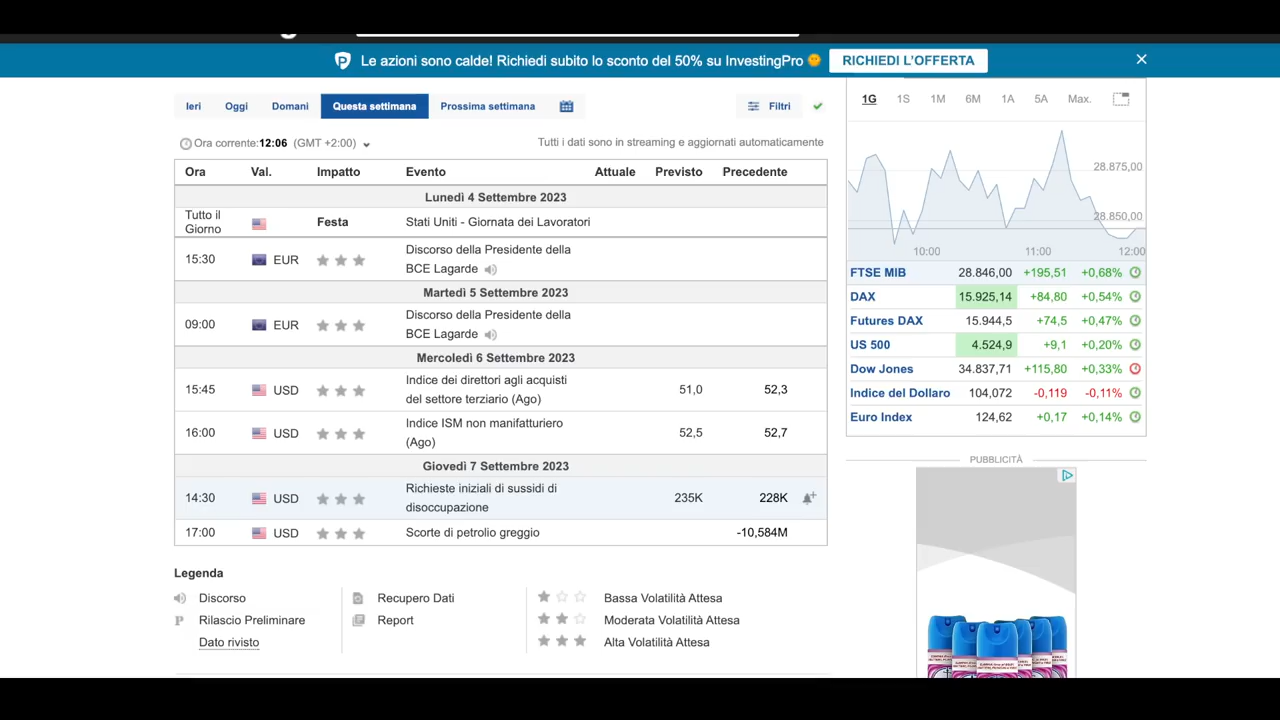 Le azioni sono calde! Richiedi subito lo sconto del 50% su InvestingPro
RICHIEDI L'OFFERTA
Ieri Oggi Domani Questa settimana Prossima settimana
Filtri
Ora corrente:12:06 (GMT +2:00)
Tutti i dati sono in streaming e aggiornati automaticamente
Ora Val. Impatto Evento Attuale Previsto Precedente
Lunedì 4 Settembre 2023
Tutto il Giorno Festa Stati Uniti - Giornata dei Lavoratori
15:30 EUR Discorso della Presidente della
BCE Lagarde
Martedì 5 Settembre 2023
09:00 EUR Discorso della Presidente della
BCE Lagarde
Mercoledì 6 Settembre 2023
15:45 USD Indice dei direttori agli acquisti
del settore terziario (Ago) 51,0 52,3
16:00 USD Indice ISM non manifatturiero
(Ago) 52,5 52,7
Giovedì 7 Settembre 2023
14:30 USD Richieste iniziali di sussidi di
disoccupazione 235K 228K
17:00 USD Scorte di petrolio greggio -10,584M
Legenda
Discorso
Rilascio Preliminare
Dato rivisto
Recupero Dati
Report
Bassa Volatilità Attesa
Moderata Volatilità Attesa
Alta Volatilità Attesa
1G 1S 1M 6M 1A 5A Max.
28.875,00
28.850,00
10:00 11:00 12:00
FTSE MIB 28.846,00 +195,51 +0,68%
DAX 15.925,14 +84,80 +0,54%
Futures DAX 15.944,5 +74,5 +0,47%
US 500 4.524,9 +9,1 +0,20%
Dow Jones 34.837,71 +115,80 +0,33%
Indice del Dollaro 104,072 -0,119 -0,11%
Euro Index 124,62 +0,17 +0,14%
PUBBLICITÀ